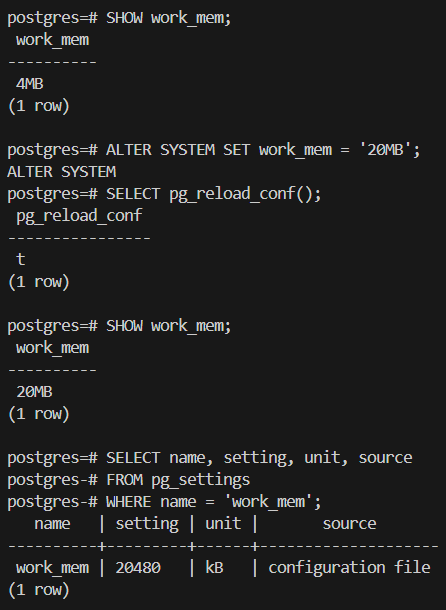 postgres=# SHOW work_mem;
 work_mem
----------
 4MB
(1 row)

postgres=# ALTER SYSTEM SET work_mem = '20MB';
ALTER SYSTEM
postgres=# SELECT pg_reload_conf();
 pg_reload_conf
----------------
 t
(1 row)

postgres=# SHOW work_mem;
 work_mem
----------
 20MB
(1 row)

postgres=# SELECT name, setting, unit, source
postgres-# FROM pg_settings
postgres-# WHERE name = 'work_mem';
   name   | setting | unit |       source
----------+---------+------+--------------------
 work_mem | 20480   | kB   | configuration file
(1 row)